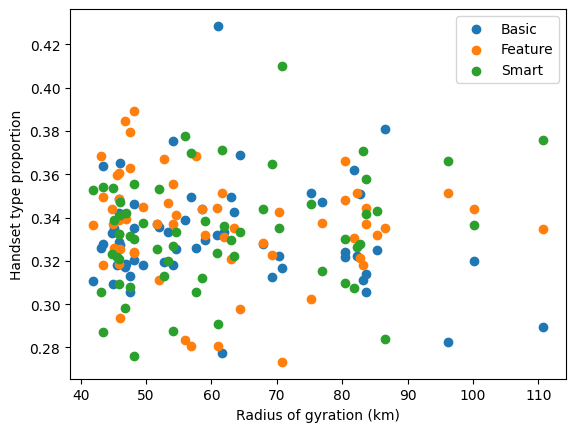 Basic
Feature
Smart
0.42
0.40
0.38
0.36
0.34
0.32
0.30
0.28
Handset type proportion
40 50 60 70 80 90 100 110
Radius of gyration (km)